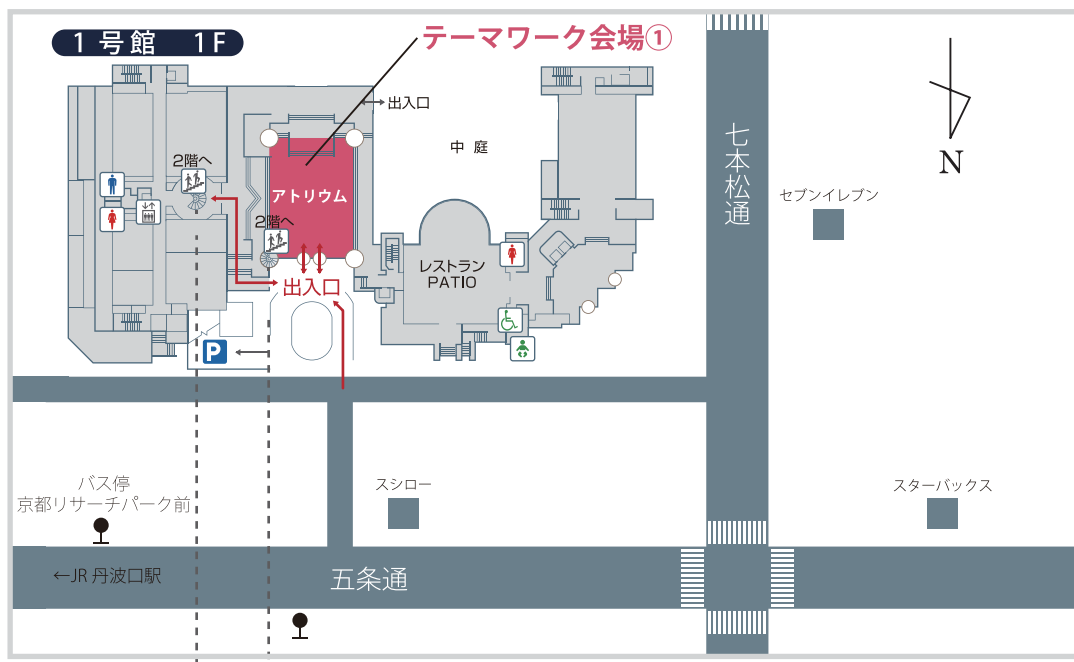 1号館 1F
テーマワーク会場①
出入口
中庭
七本松通
N
セブンイレブン
2階へ
アトリウム
2階へ
出入口
レストラン
PATIO
P
バス停
京都リサーチパーク前
スシロー
スターバックス
←JR 丹波口駅
五条通